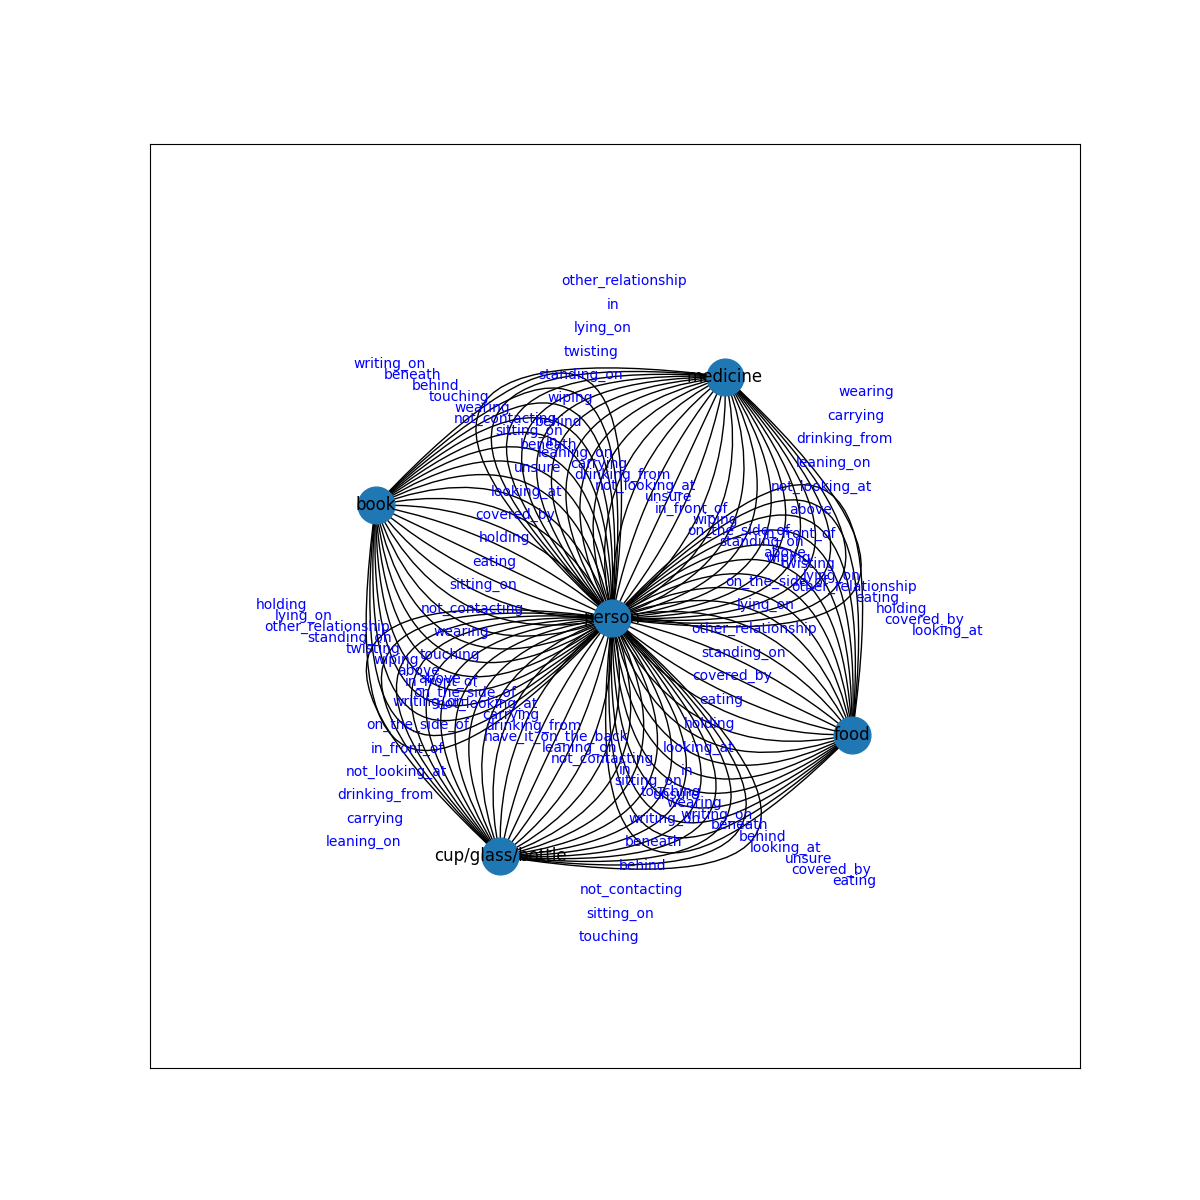 other_relationship
in
lying_on
twisting
writing_on
standing_on
beneath
medicine
behind
wearing
touching
wiping
wearing
carrying
not_contacting
behind
sitting_on
drinking_from
in
beneath
leaning_on
carrying
leaning_on
unsure
drinking_from
not_looking_at
not_looking_at
looking_at
unsure
book
in_front_of
above
covered_by
wiping
on_the_side_of
in_front_of
holding
standing_on
above
wiping
eating
twisting
lying_on
on_the_side_of
sitting_on
other_relationship
eating
holding
lying_on
not_contacting
holding
lying_on
covered_by
person
other_relationship
wearing
other_relationship
looking_at
standing_on
twisting
touching
standing_on
wiping
above
covered_by
above
in_front_of
on_the_side_of
writing_on
not_looking_at
eating
carrying
on_the_side_of
drinking_from
holding
food
have_it_on_the_back
in_front_of
leaning_on
looking_at
not_contacting
not_looking_at
in
in
sitting_on
drinking_from
touching
unsure
wearing
carrying
writing_on
writing_on
beneath
behind
leaning_on
beneath
looking_at
cup/glass/bottle
unsure
behind
covered_by
eating
not_contacting
sitting_on
touching